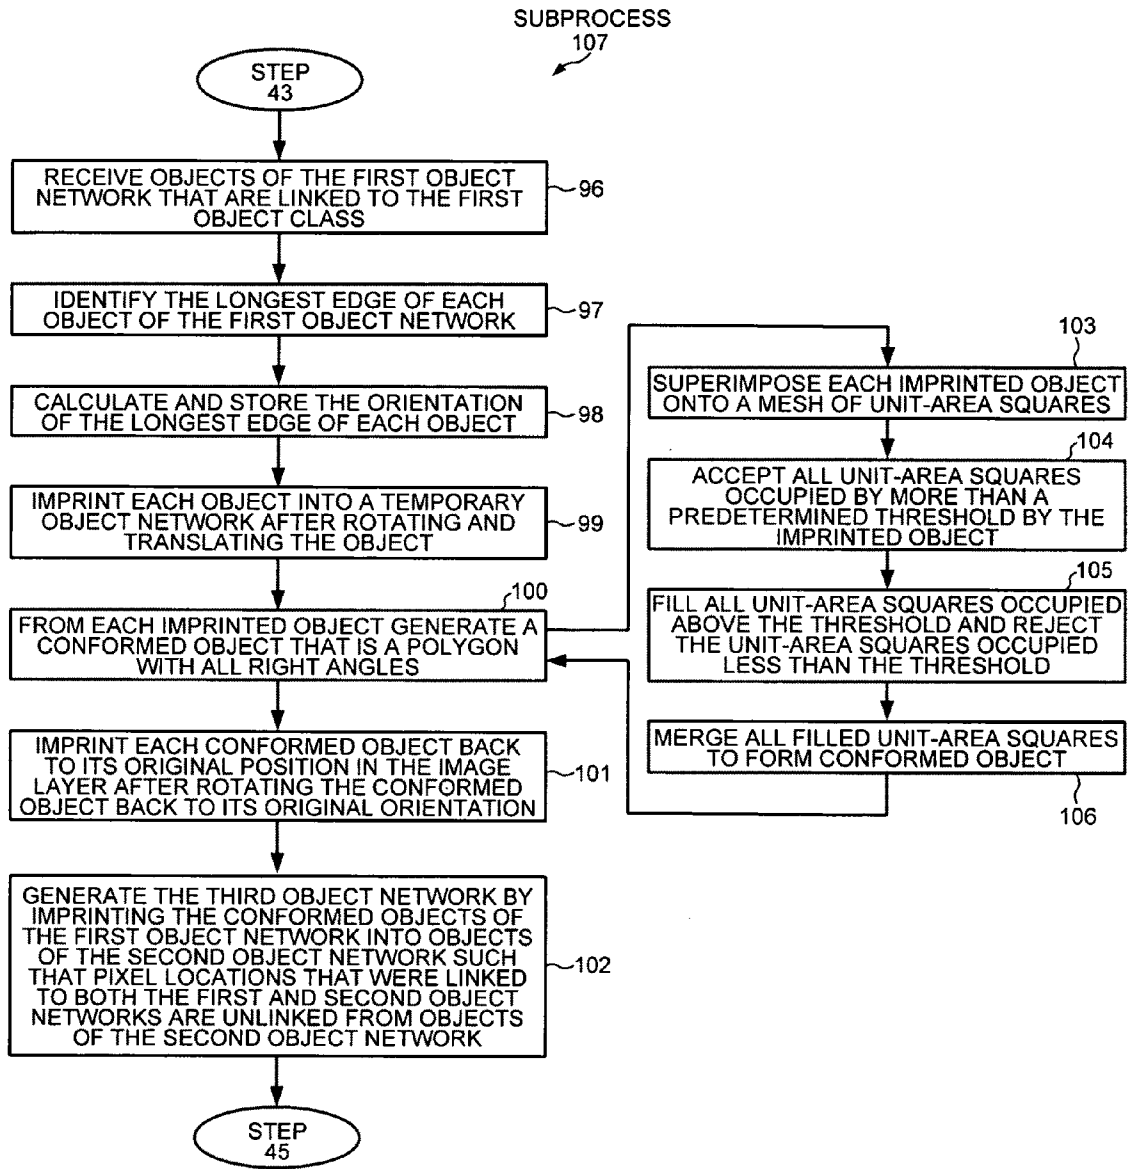 SUBPROCESS
107
STEP
43
RECEIVE OBJECTS OF THE FIRST OBJECT
NETWORK THAT ARE LINKED TO THE FIRST
OBJECT CLASS
96
IDENTIFY THE LONGEST EDGE OF EACH
OBJECT OF THE FIRST OBJECT NETWORK
97
CALCULATE AND STORE THE ORIENTATION
OF THE LONGEST EDGE OF EACH OBJECT
98
IMPRINT EACH OBJECT INTO A TEMPORARY
OBJECT NETWORK AFTER ROTATING AND
TRANSLATING THE OBJECT
99
100
FROM EACH IMPRINTED OBJECT GENERATE A
CONFORMED OBJECT THAT IS A POLYGON
WITH ALL RIGHT ANGLES
IMPRINT EACH CONFORMED OBJECT BACK
TO ITS ORIGINAL POSITION IN THE IMAGE
LAYER AFTER ROTATING THE CONFORMED
OBJECT BACK TO ITS ORIGINAL ORIENTATION
101
GENERATE THE THIRD OBJECT NETWORK BY
IMPRINTING THE CONFORMED OBJECTS OF
THE FIRST OBJECT NETWORK INTO OBJECTS
OF THE SECOND OBJECT NETWORK SUCH
THAT PIXEL LOCATIONS THAT WERE LINKED
TO BOTH THE FIRST AND SECOND OBJECT
NETWORKS ARE UNLINKED FROM OBJECTS
OF THE SECOND OBJECT NETWORK
102
STEP
45
103
SUPERIMPOSE EACH IMPRINTED OBJECT
ONTO A MESH OF UNIT-AREA SQUARES
104
ACCEPT ALL UNIT-AREA SQUARES
OCCUPIED BY MORE THAN A
PREDETERMINED THRESHOLD BY THE
IMPRINTED OBJECT
105
FILL ALL UNIT-AREA SQUARES OCCUPIED
ABOVE THE THRESHOLD AND REJECT
THE UNIT-AREA SQUARES OCCUPIED
LESS THAN THE THRESHOLD
MERGE ALL FILLED UNIT-AREA SQUARES
TO FORM CONFORMED OBJECT
106